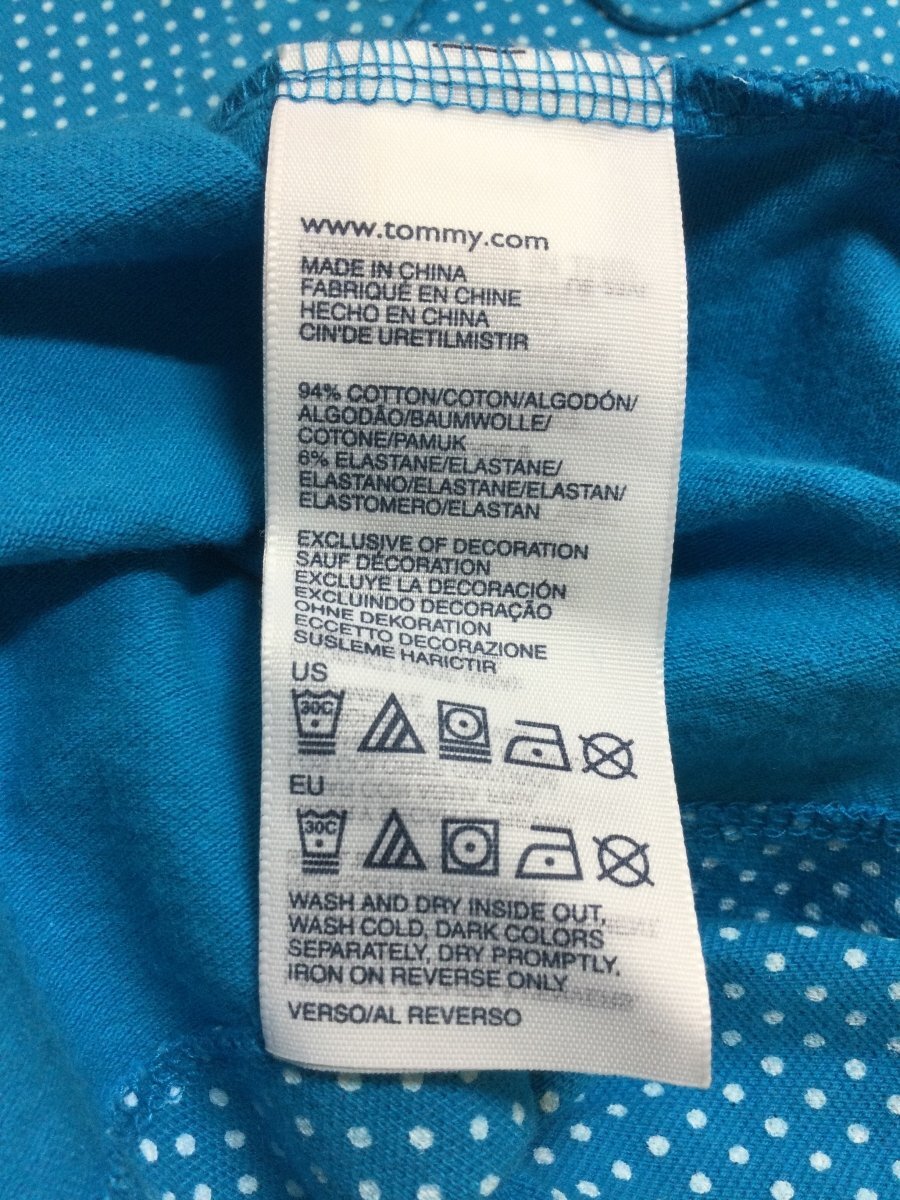 www.tommy.com
MADE IN CHINA
FABRIQUÉ EN CHINE
HECHO EN CHINA
CIN'DE URETILMISTIR
94% COTTON/COTON/ALGODÓN/
ALGODÃO/BAUMWOLLE/
COTONE/PAMUK
6% ELASTANE/ELASTANE/
ELASTANO/ELASTANE/ELASTAN/
ELASTOMERO/ELASTAN
EXCLUSIVE OF DECORATION
SAUF DÉCORATION
EXCLUYE LA DECORACIÓN
EXCLUINDO DECORAÇÃO
OHNE DEKORATION
ECCETTO DECORAZIONE
SUSLEME HARICTIR
US
30C
EU
30C
WASH AND DRY INSIDE OUT,
WASH COLD, DARK COLORS
SEPARATELY, DRY PROMPTLY,
IRON ON REVERSE ONLY
VERSO/AL REVERSO